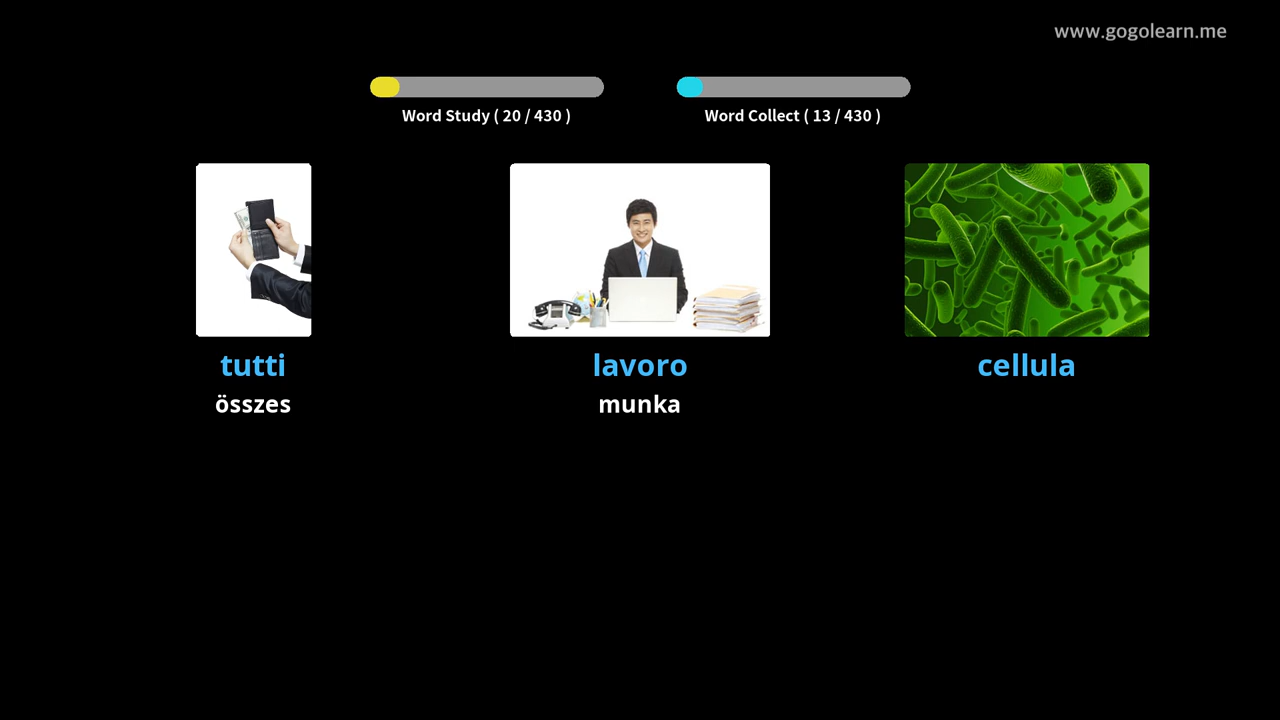 www.gogolearn.me
Word Study ( 20 / 430 )
Word Collect ( 13 / 430 )
tutti
összes
lavoro
munka
cellula